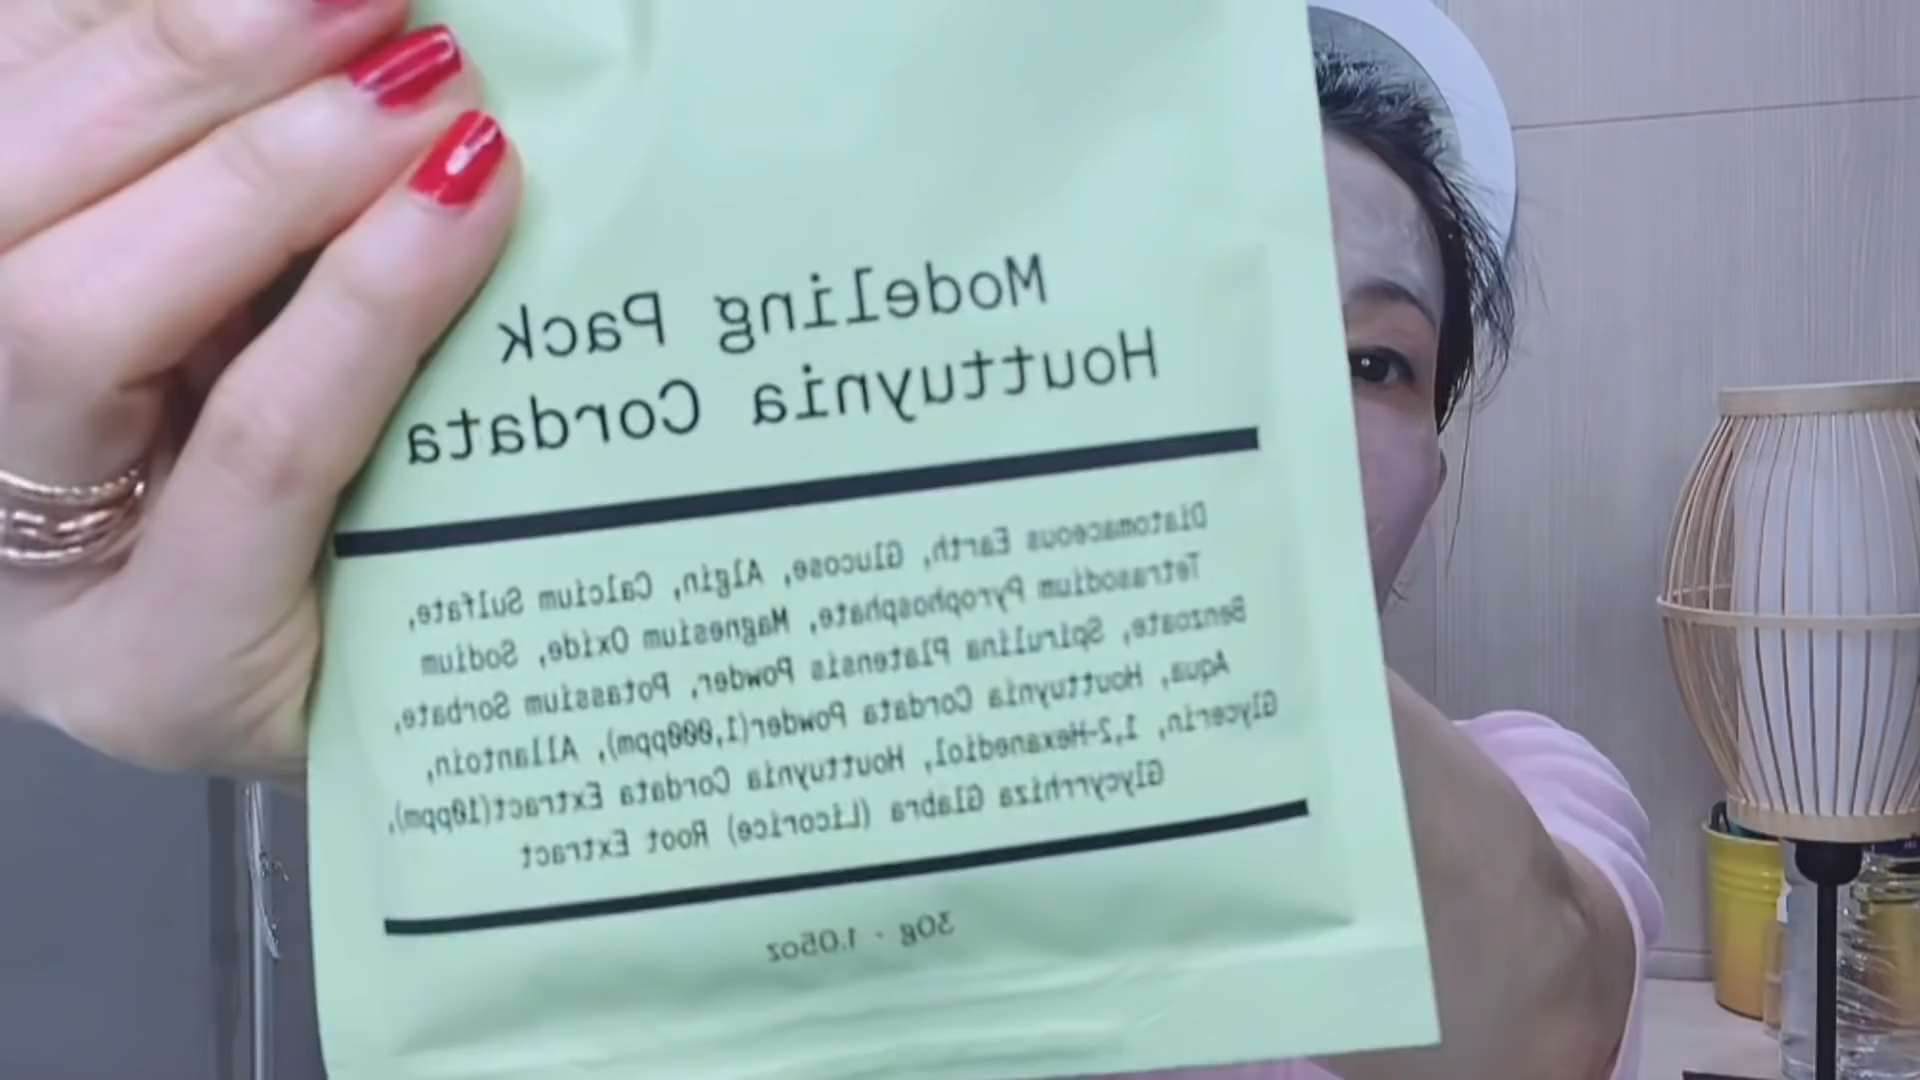 Modeling Pack
Houttuynia Cordata
Diatomaceous Earth, Glucose, Algin, Calcium Sulfate,
Tetrasodium Pyrophosphate, Magnesium Oxide, Sodium
Benzoate, Spirulina Platensis Powder, Potassium Sorbate,
Aqua, Houttuynia Cordata Powder(1,000ppm), Allantoin,
Glycerin, 1,2-Hexanediol, Houttuynia Cordata Extract(10ppm),
Glycyrrhiza Glabra (Licorice) Root Extract
30g - 1.05oz